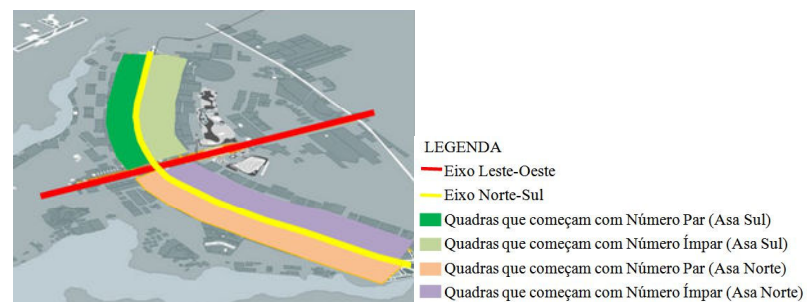 LEGENDA
Eixo Leste-Oeste
Eixo Norte-Sul
Quadras que começam com Número Par (Asa Sul)
Quadras que começam com Número Ímpar (Asa Sul)
Quadras que começam com Número Par (Asa Norte)
Quadras que começam com Número Ímpar (Asa Norte)